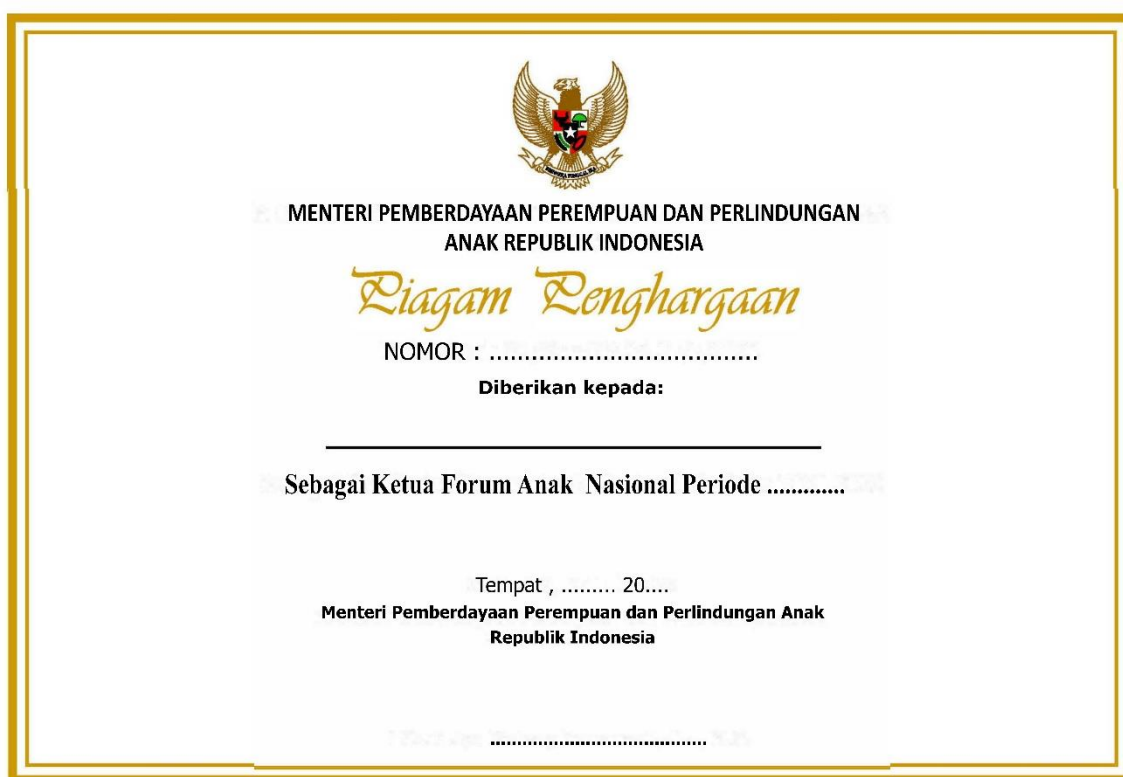 MENTERI PEMBERDAYAAN PEREMPUAN DAN PERLINDUNGAN
ANAK REPUBLIK INDONESIA
Piagam Penghargaan
NOMOR : ......................................
Diberikan kepada:
Sebagai Ketua Forum Anak Nasional Periode .............
Tempat , ......... 20....
Menteri Pemberdayaan Perempuan dan Perlindungan Anak
Republik Indonesia
.........................................